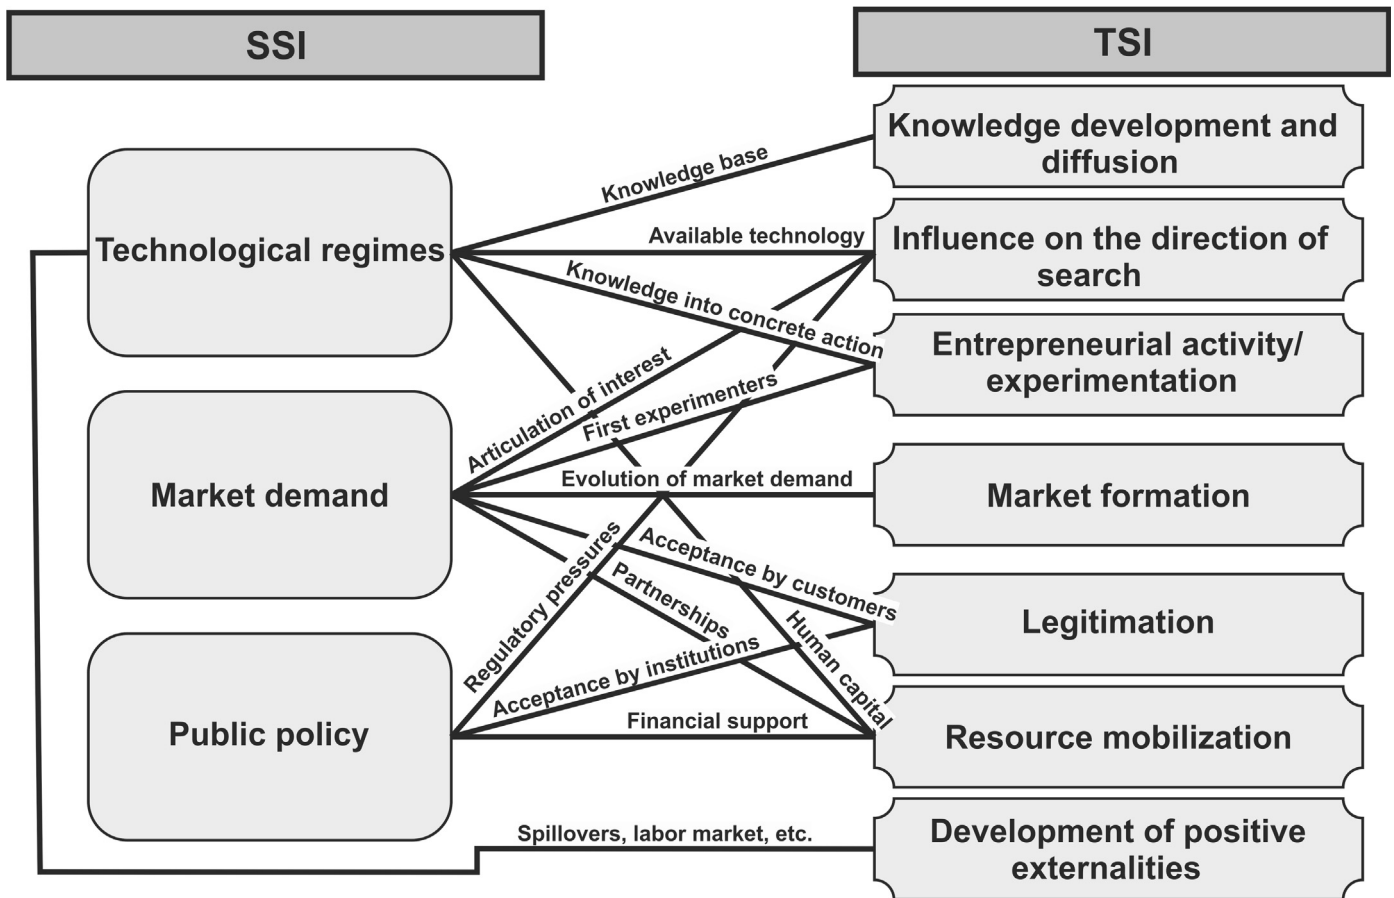 SSI
TSI
Knowledge development and
diffusion
Knowledge base
Technological regimes
Available technology
Influence on the direction of
search
Knowledge into concrete action
Entrepreneurial activity/
experimentation
Articulation of interest
First experimenters
Market demand
Evolution of market demand
Market formation
Acceptance by customers
Partnerships
Regulatory pressures
Legitimation
Acceptance by institutions
Human capital
Public policy
Financial support
Resource mobilization
Spillovers, labor market, etc.
Development of positive
externalities